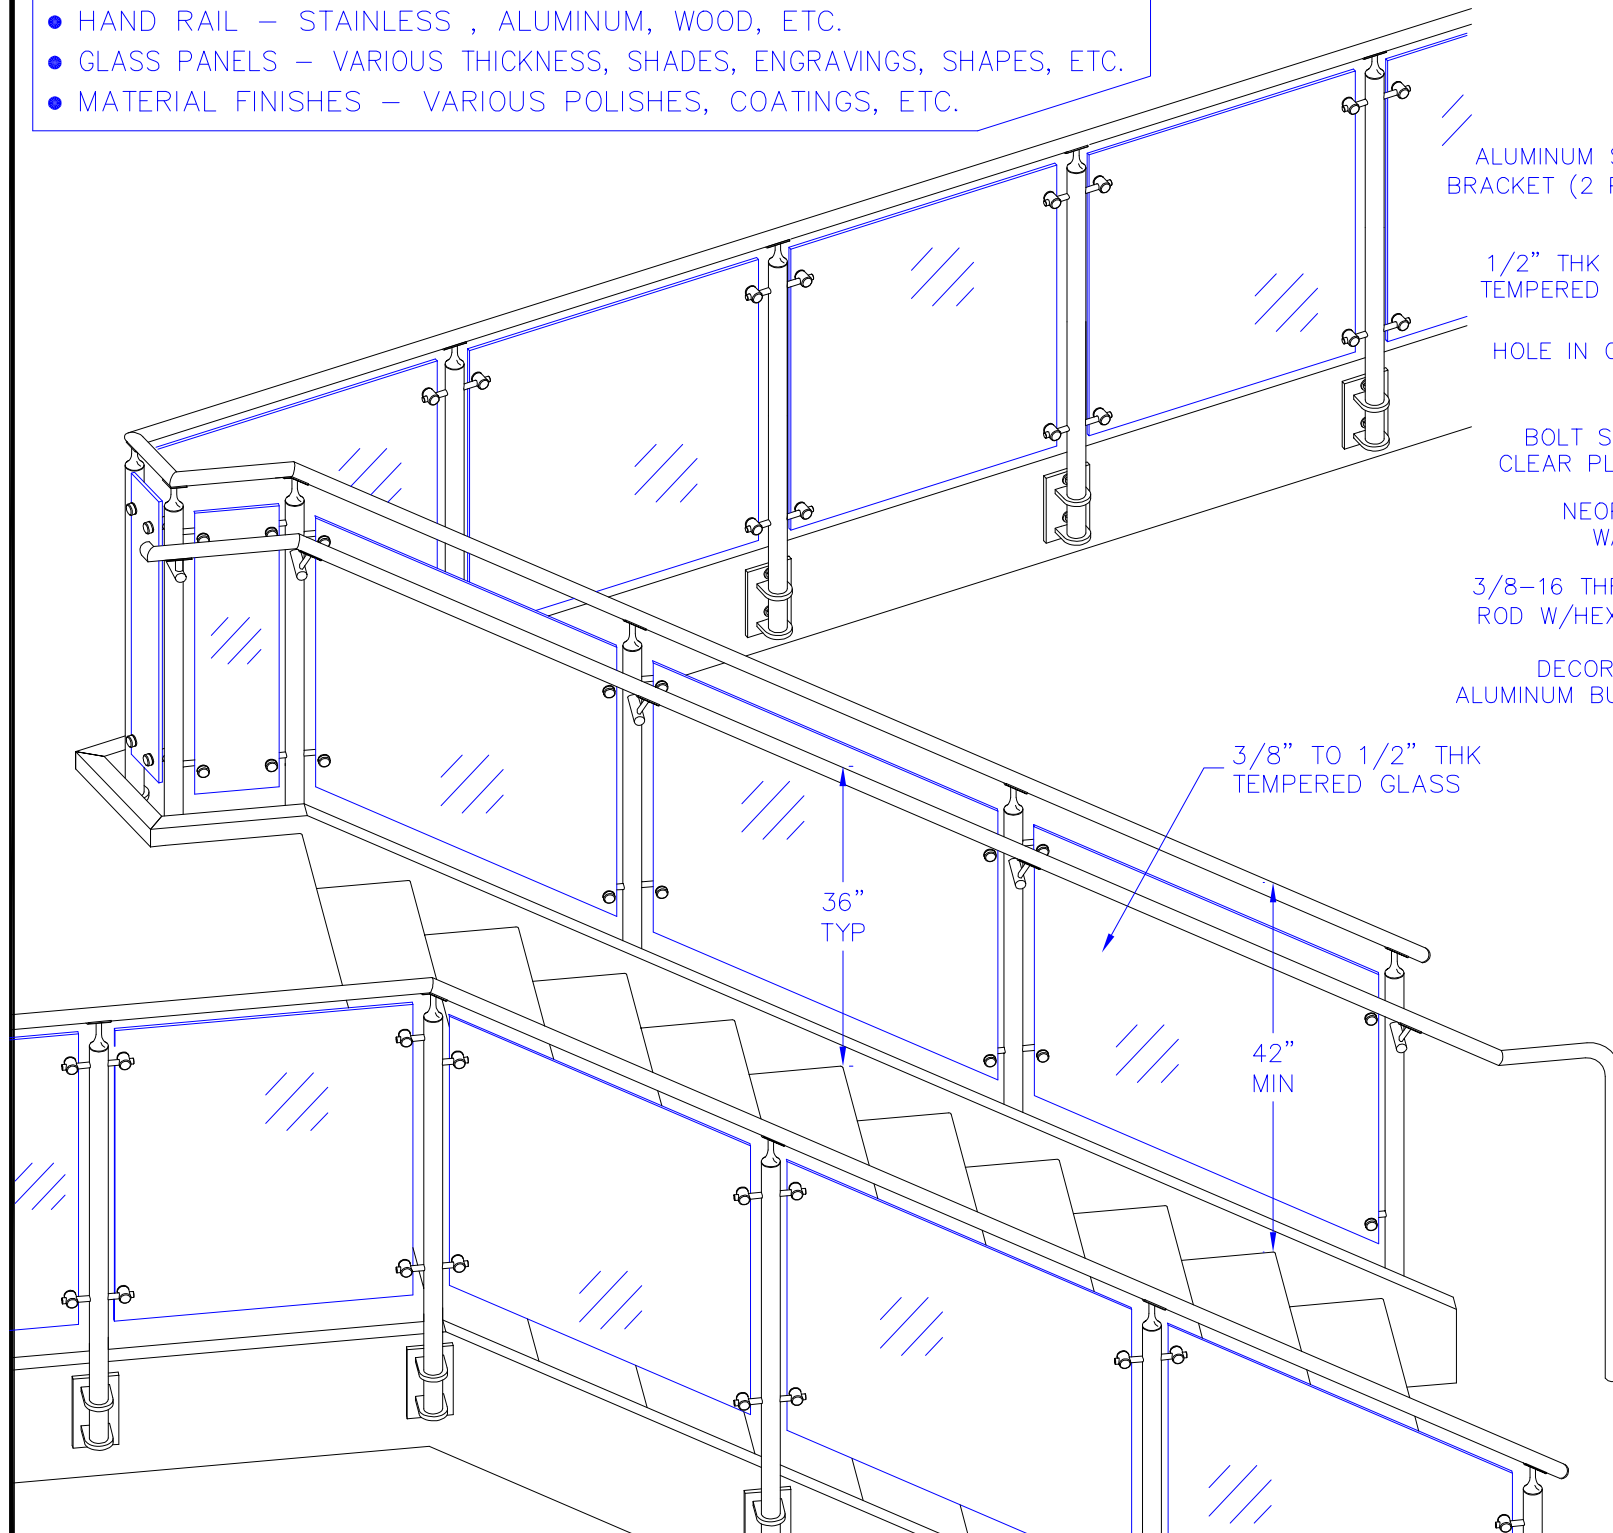 ● HAND RAIL – STAINLESS , ALUMINUM, WOOD, ETC.
● GLASS PANELS – VARIOUS THICKNESS, SHADES, ENGRAVINGS, SHAPES, ETC.
● MATERIAL FINISHES – VARIOUS POLISHES, COATINGS, ETC.
ALUMINUM
BRACKET (2
1/2" THK
TEMPERED
HOLE IN
BOLT
CLEAR
3/8–16
ROD
ALUMINUM
3/8" TO 1/2" THK
TEMPERED GLASS
36"
TYP
42"
MIN